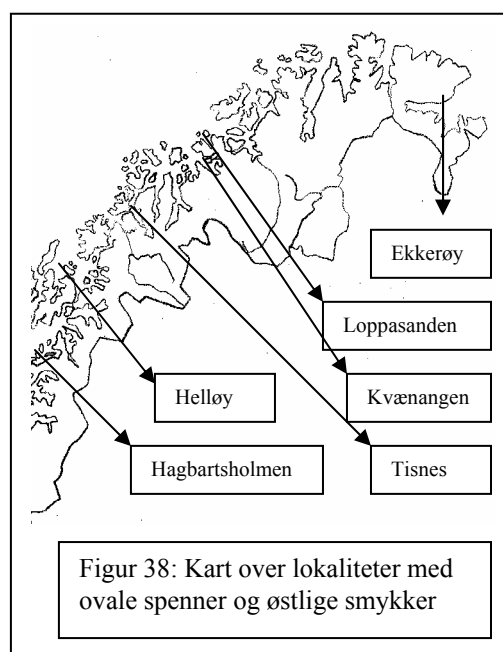 Ekkerøy
Loppasanden
Helløy
Kvænangen
Hagbartsholmen
Tisnes
Figur 38: Kart over lokaliteter med
ovale spenner og østlige smykker